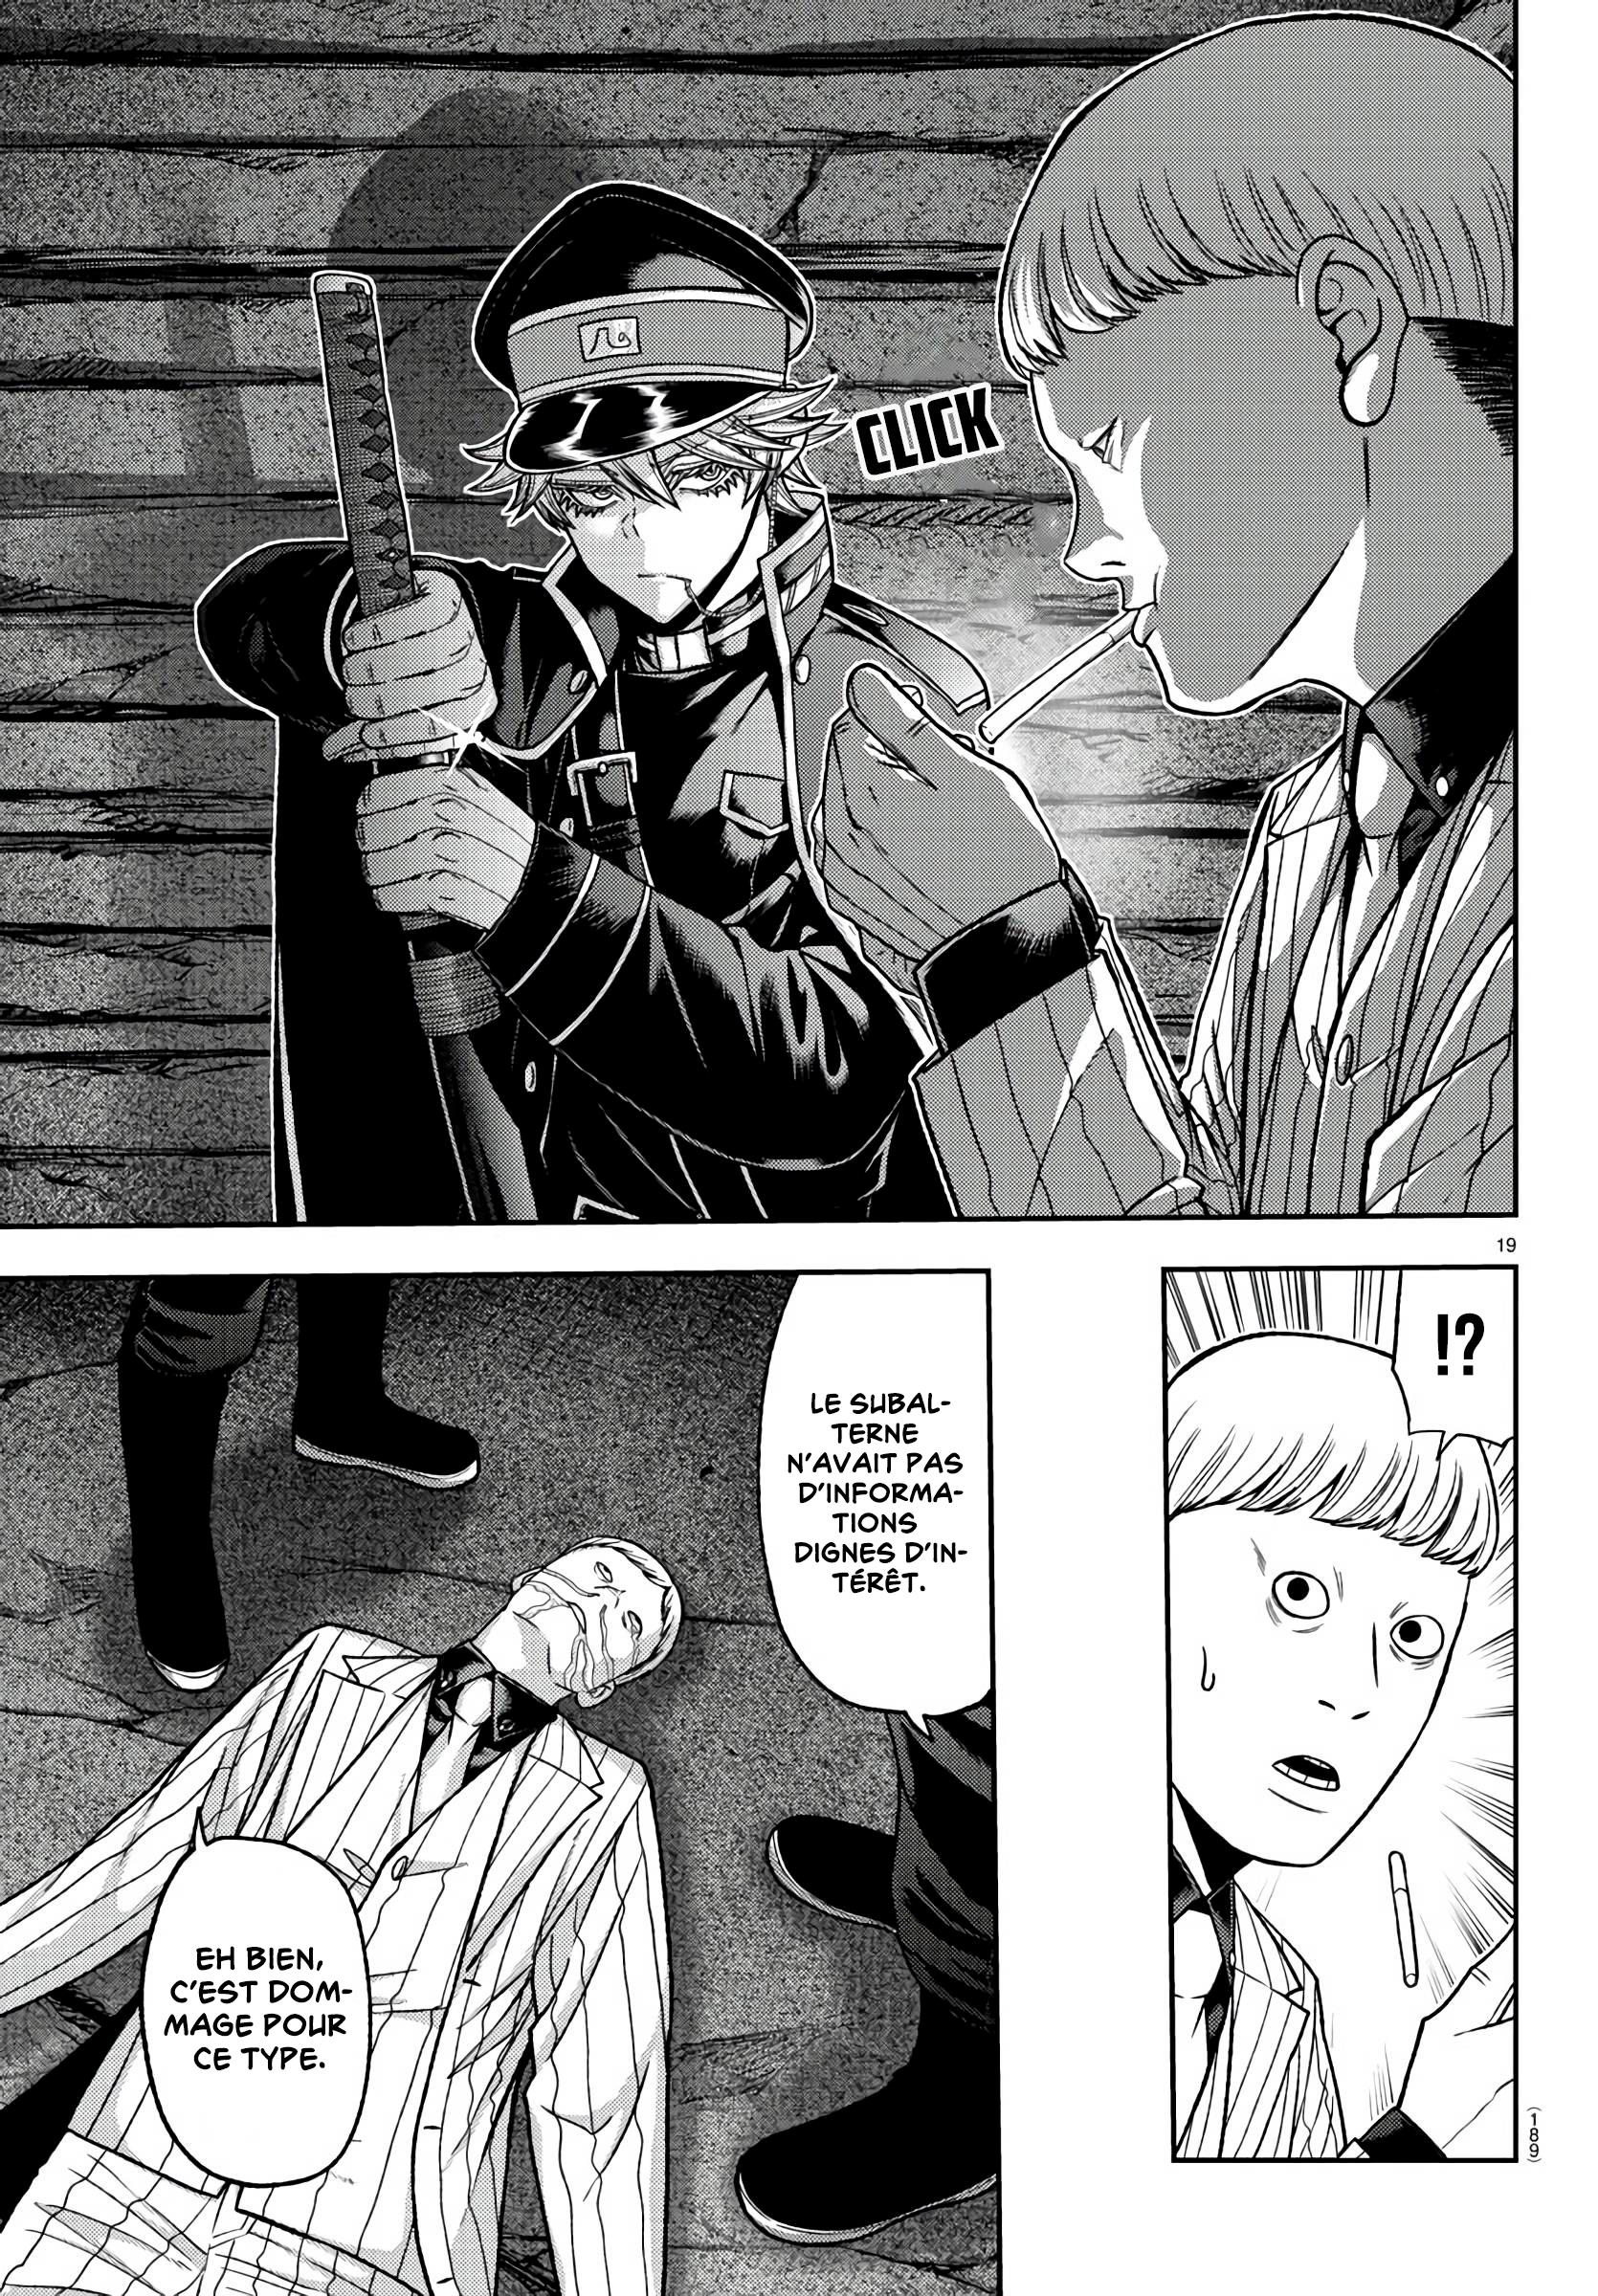 九
CLICK
19
!?
LE SUBAL-
TERNE
N'AVAIT PAS
D'INFORMA-
TIONS
DIGNES D'IN-
TÉRÊT.
EH BIEN,
C'EST DOM-
MAGE POUR
CE TYPE.
(189)